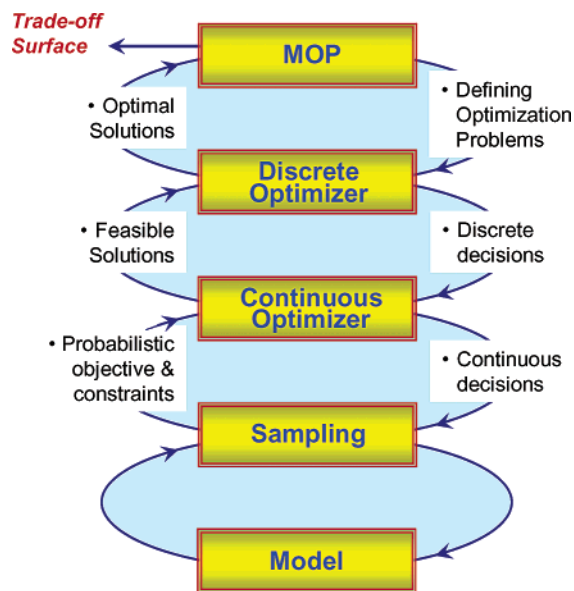 Trade-off
Surface
MOP
• Optimal
Solutions
• Defining
Optimization
Problems
Discrete
Optimizer
• Feasible
Solutions
• Discrete
decisions
Continuous
Optimizer
• Probabilistic
objective &
constraints
• Continuous
decisions
Sampling
Model